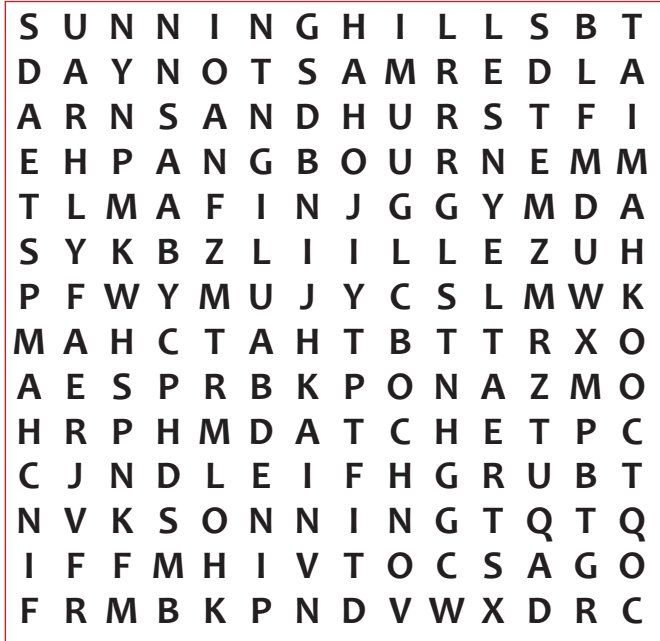 S U N N I N G H I L L S B T
D A Y N O T S A M R E D L A
A R N S A N D H U R S T F I
E H P A N G B O U R N E M M
T L M A F I N J G G Y M D A
S Y K B Z L I I L L E Z U H
P F W Y M U J Y C S L M W K
M A H C T A H T B T T R X O
A E S P R B K P O N A Z M O
H R P H M D A T C H E T P C
C J N D L E I F H G R U B T
N V K S O N N I N G T Q T Q
I F F M H I V T O C S A G O
F R M B K P N D V W X D R C